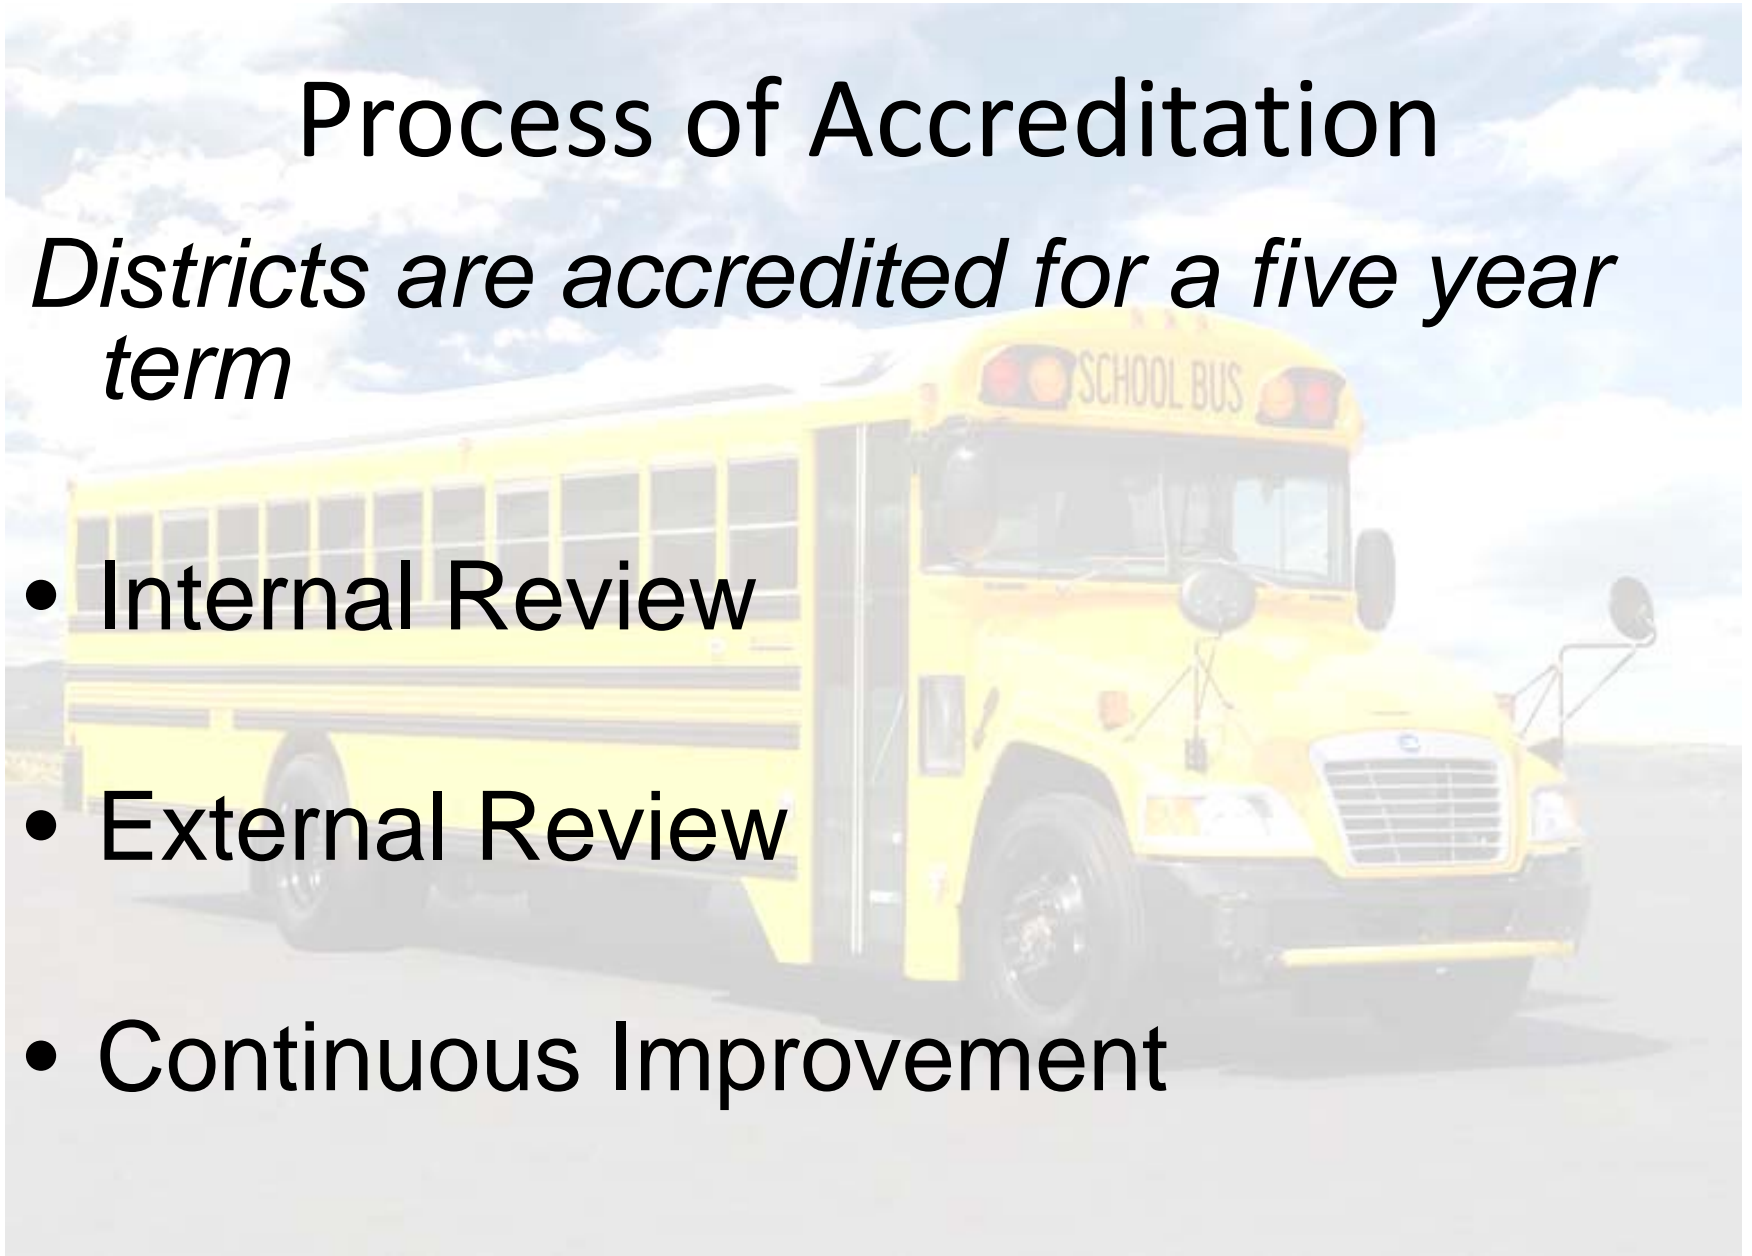 Process of Accreditation
Districts are accredited for a five year
term
SCHOOL BUS
• Internal Review
• External Review
• Continuous Improvement